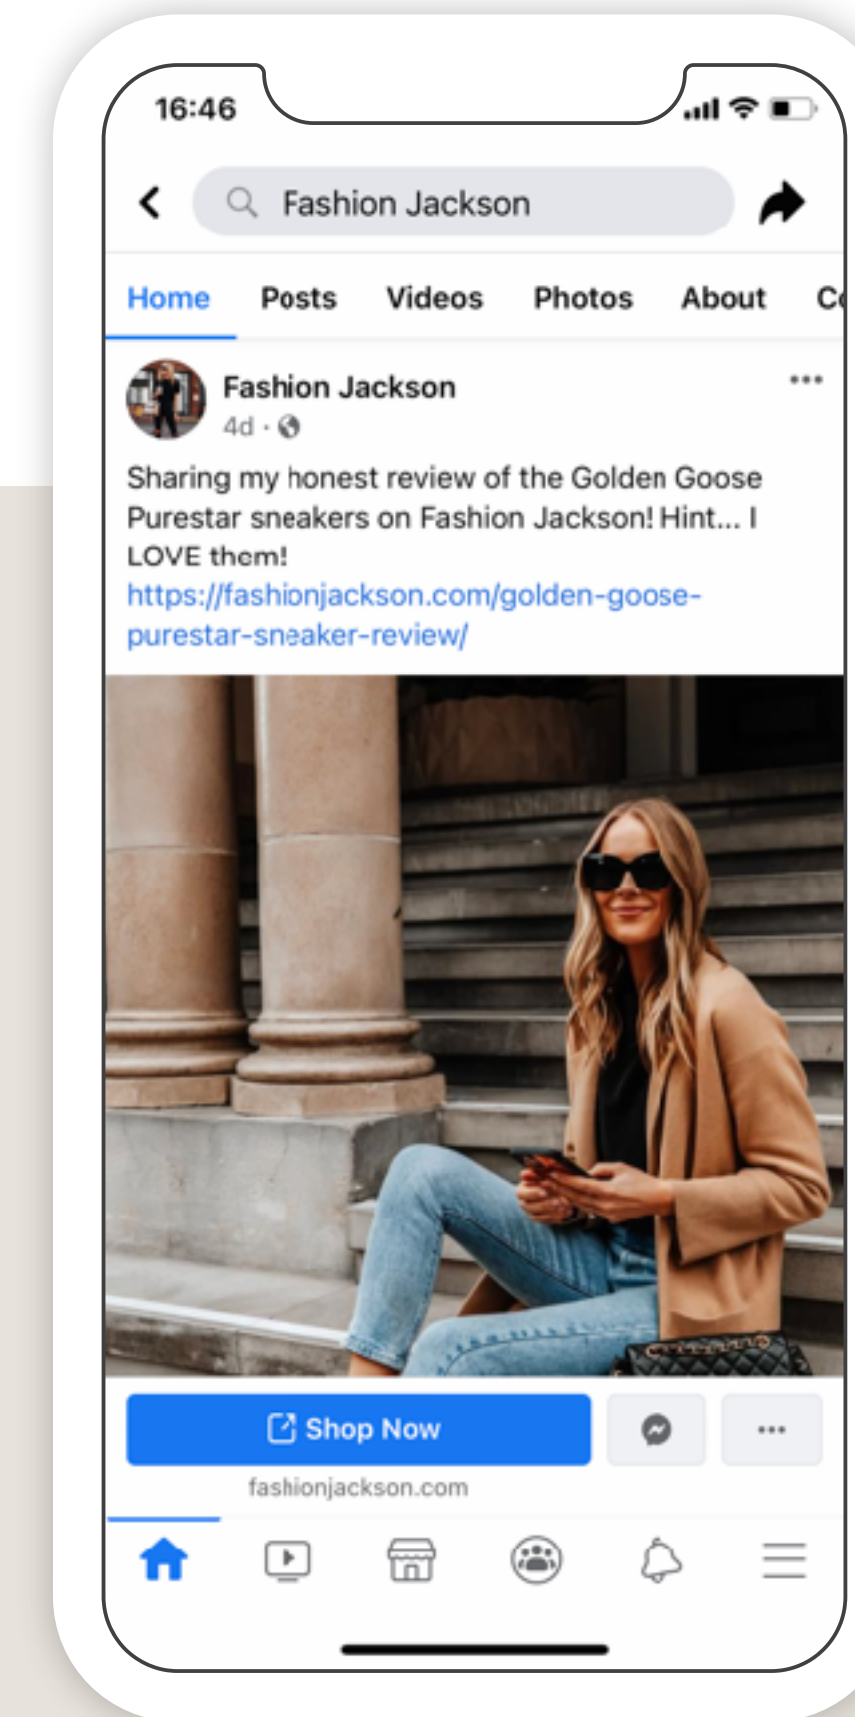 16:46
Fashion Jackson
Home Posts Videos Photos About
Fashion Jackson
4d ·
Sharing my honest review of the Golden Goose
Purestar sneakers on Fashion Jackson! Hint... I
LOVE them!
https://fashionjackson.com/golden-goose-
purestar-sneaker-review/
Shop Now
fashionjackson.com